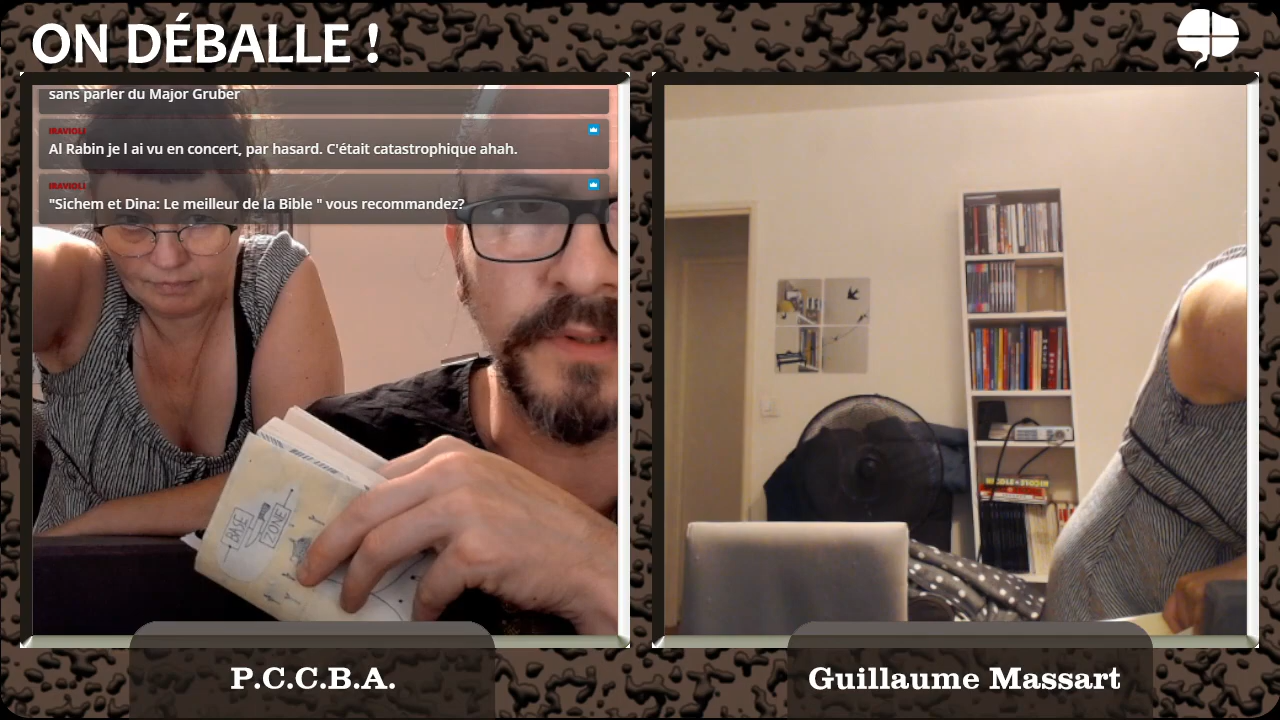 ON DÉBALLE !
sans parler du Major Gruber
IRAVIOLI
Al Rabin je l ai vu en concert, par hasard. C'était catastrophique ahah.
IRAVIOLI
"Sichem et Dina: Le meilleur de la Bible " vous recommandez?
BASE
ZONE
P.C.C.B.A.
Guillaume Massart